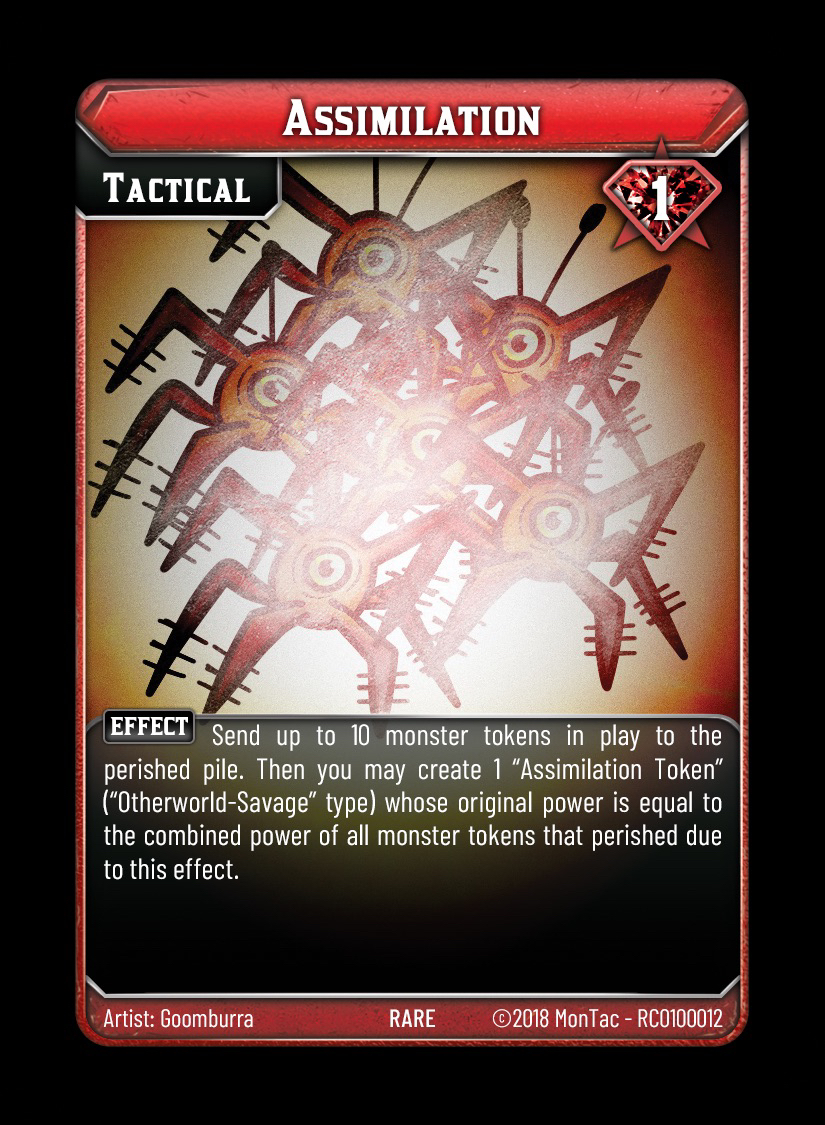 Assimilation
Tactical
1
EFFECT Send up to 10 monster tokens in play to the
perished pile. Then you may create 1 “Assimilation Token”
(“Otherworld-Savage” type) whose original power is equal to
the combined power of all monster tokens that perished due
to this effect.
Artist: Goomburra RARE ©2018 MonTac - RC0100012